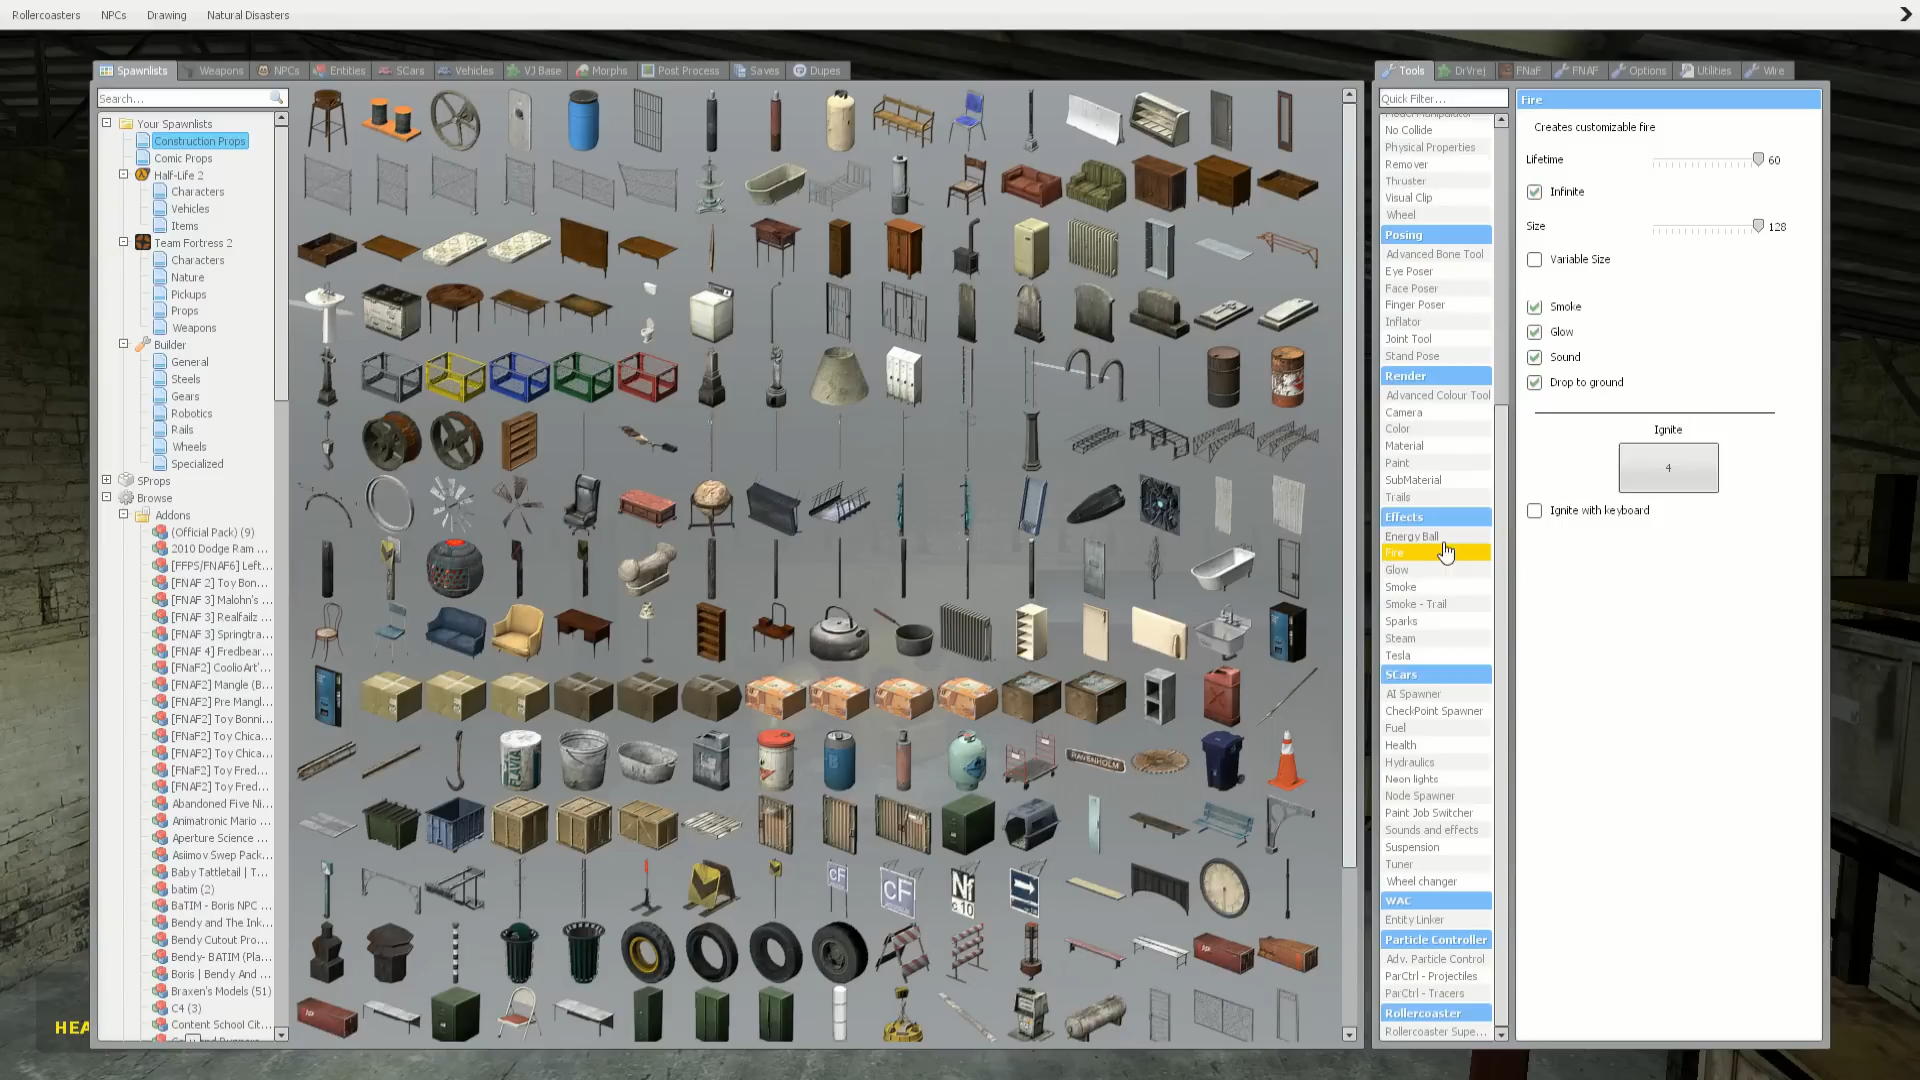 Rollercoasters NPCs Drawing Natural Disasters
Spawnlists Weapons NPCs Entities SCars Vehicles VJ Base Morphs Post Process Saves Dupes
Search...
Your Spawnlists
Construction Props
Comic Props
Half-Life 2
Characters
Vehicles
Items
Team Fortress 2
Characters
Nature
Pickups
Props
Weapons
Builder
General
Steels
Gears
Robotics
Rails
Wheels
Specialized
SProps
Browse
Addons
(Official Pack) (9)
2010 Dodge Ram ...
[FFPS/FNAF6] Left...
[FNAF 2] Toy Bon...
[FNAF 3] Malohn's ...
[FNAF 3] Realfailz ...
[FNAF 3] Springtra...
[FNAF 4] Fredbear...
[FNaF2] CoolioArt'...
[FNAF2] Mangle (B...
[FNAF2] Pre Mangl...
[FNAF2] Toy Bonni...
[FNaF2] Toy Chica...
[FNAF2] Toy Chica...
[FNaF2] Toy Fred...
[FNAF2] Toy Fred...
Abandoned Five Ni...
Animatronic Mario ...
Aperture Science ...
Asiimov Swep Pack...
Baby Tattletail | T...
batim (2)
BaTIM - Boris NPC ...
Bendy and The Ink...
Bendy Cutout Pro...
Bendy- BATIM (Pla...
Boris | Bendy And ...
Braxen's Models (51)
C4 (3)
Content School Cit...
HEA
RAVENHOLM
cF
cF
Nf
c 10
Tools DrVrej FNaF FNAF Options Utilities Wire
Quick Filter...
Model Manipulator
No Collide
Physical Properties
Remover
Thruster
Visual Clip
Wheel
Posing
Advanced Bone Tool
Eye Poser
Face Poser
Finger Poser
Inflator
Joint Tool
Stand Pose
Render
Advanced Colour Tool
Camera
Color
Material
Paint
SubMaterial
Trails
Effects
Energy Ball
Fire
Glow
Smoke
Smoke - Trail
Sparks
Steam
Tesla
SCars
AI Spawner
CheckPoint Spawner
Fuel
Health
Hydraulics
Neon lights
Node Spawner
Paint Job Switcher
Sounds and effects
Suspension
Tuner
Wheel changer
WAC
Entity Linker
Particle Controller
Adv. Particle Control
ParCtrl - Projectiles
ParCtrl - Tracers
Rollercoaster
Rollercoaster Supe...
Fire
Creates customizable fire
Lifetime 60
Infinite
Size 128
Variable Size
Smoke
Glow
Sound
Drop to ground
Ignite
4
Ignite with keyboard